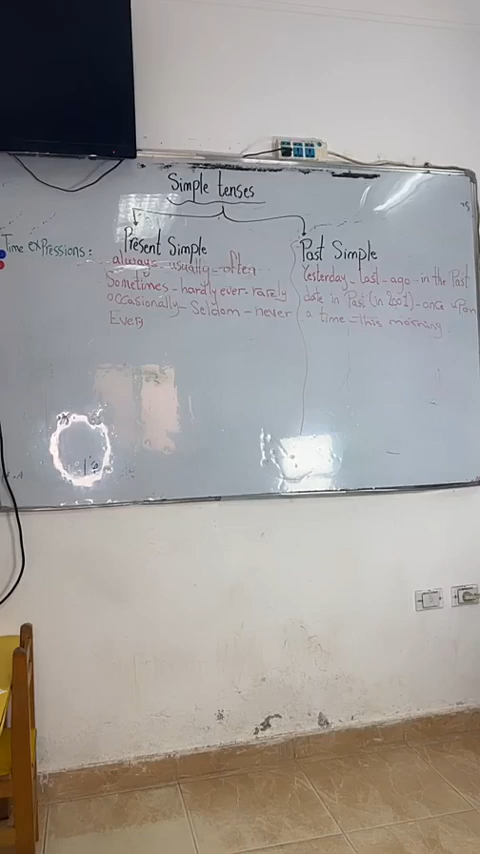 Simple tenses
Time expressions:
Present Simple
always - usually - often
Sometimes - hardly ever - rarely
occasionally - Seldom - never
Every
Past Simple
Yesterday - last - ago - in the Past
date in Past (in 2001) - once upon
a time - this morning